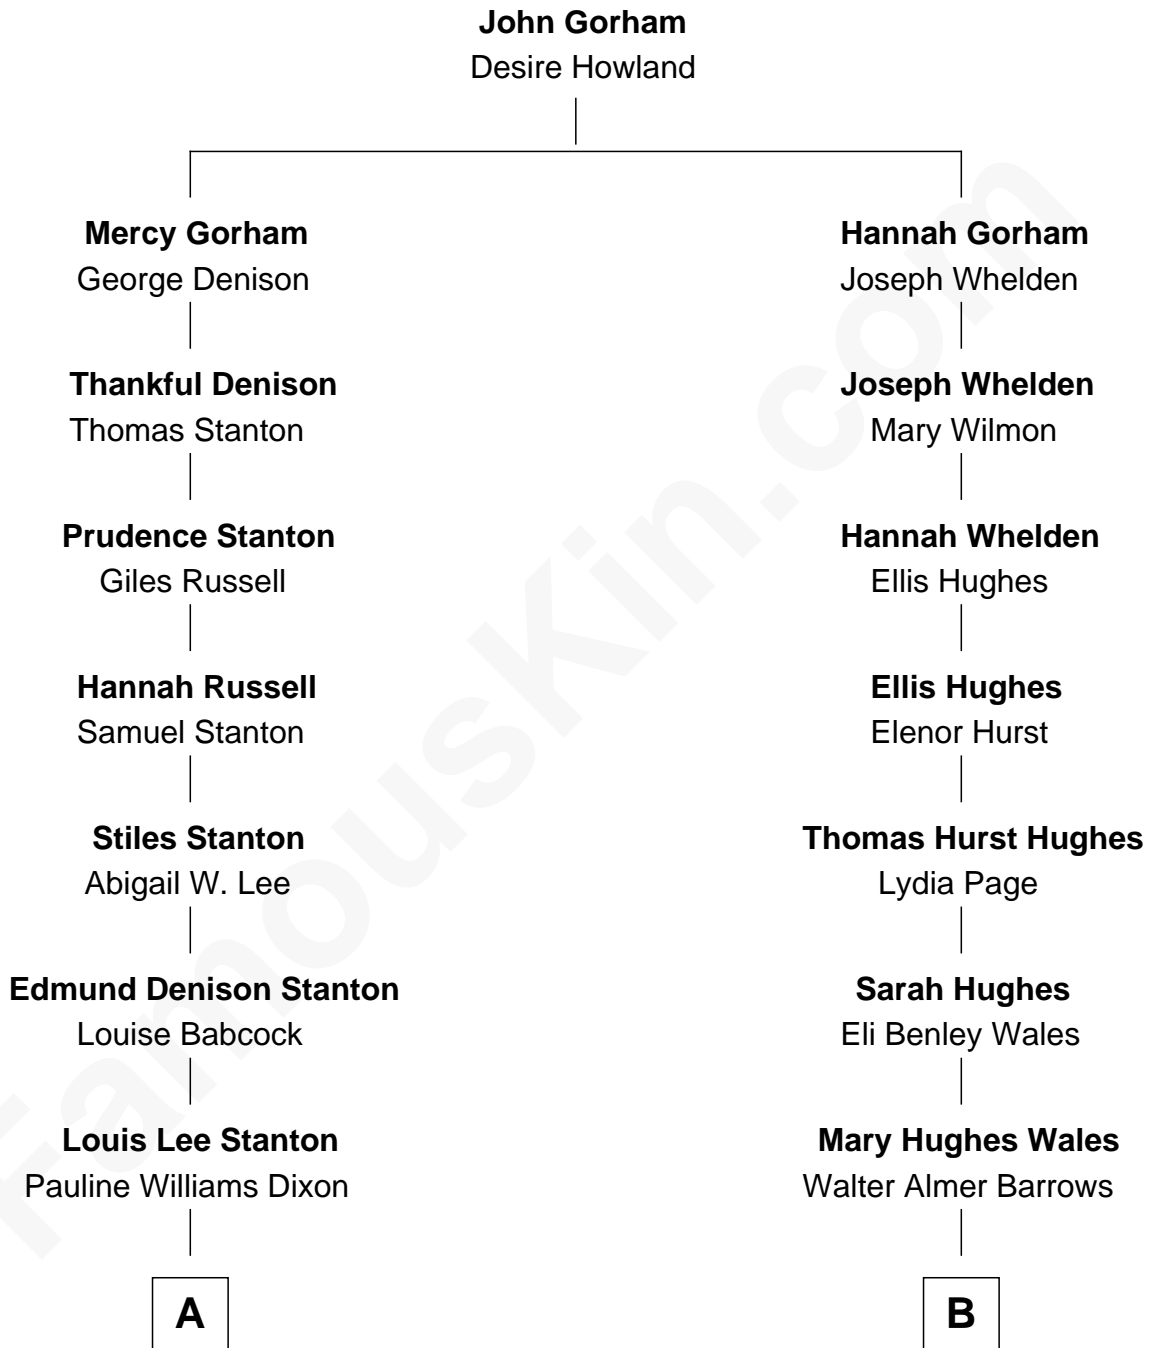 John Gorham
Desire Howland
Mercy Gorham
George Denison
Hannah Gorham
Joseph Whelden
Thankful Denison
Thomas Stanton
Joseph Whelden
Mary Wilmon
Prudence Stanton
Giles Russell
Hannah Whelden
Ellis Hughes
Hannah Russell
Samuel Stanton
Ellis Hughes
Elenor Hurst
Stiles Stanton
Abigail W. Lee
Thomas Hurst Hughes
Lydia Page
Edmund Denison Stanton
Louise Babcock
Sarah Hughes
Eli Benley Wales
Louis Lee Stanton
Pauline Williams Dixon
Mary Hughes Wales
Walter Almer Barrows
A
B
FamousKin.com